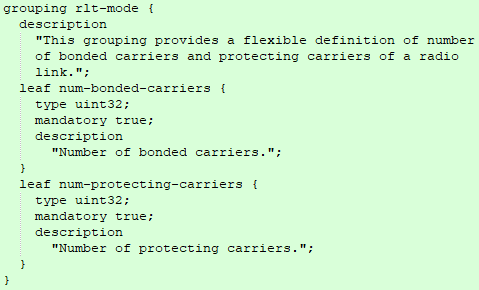 grouping rlt-mode {
description
"This grouping provides a flexible definition of number
of bonded carriers and protecting carriers of a radio
link.";
leaf num-bonded-carriers {
type uint32;
mandatory true;
description
"Number of bonded carriers.";
}
leaf num-protecting-carriers {
type uint32;
mandatory true;
description
"Number of protecting carriers.";
}
}